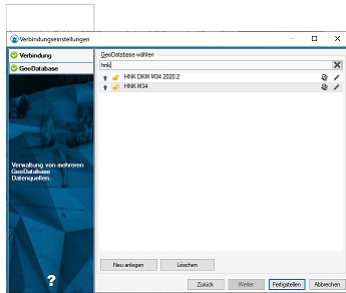 Verbindungseinstellungen
Verbindung
GeoDatabase
Verwaltung von mehreren
GeoDatabase
Datenquellen.
?
GeoDatabase wählen
hnk
HNK DKM M34 2020.2
HNK M34
Neu anlegen
Löschen
Zurück
Weiter
Fertigstellen
Abbrechen